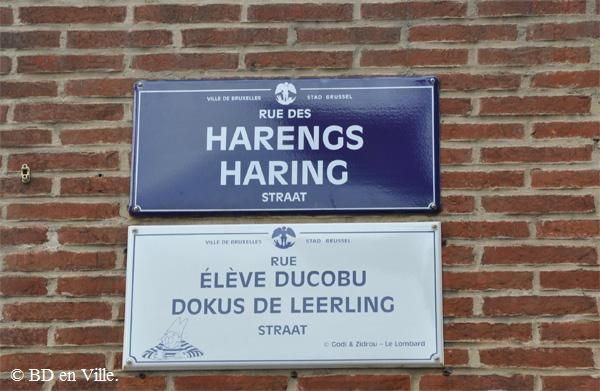 VILLE DE BRUXELLES STAD BRUSSEL
RUE DES
HARENGS
HARING
STRAAT
VILLE DE BRUXELLES STAD BRUSSEL
RUE
ÉLÈVE DUCOBU
DOKUS DE LEERLING
STRAAT
© Godi & Zidrou – Le Lombard
© BD en Ville.